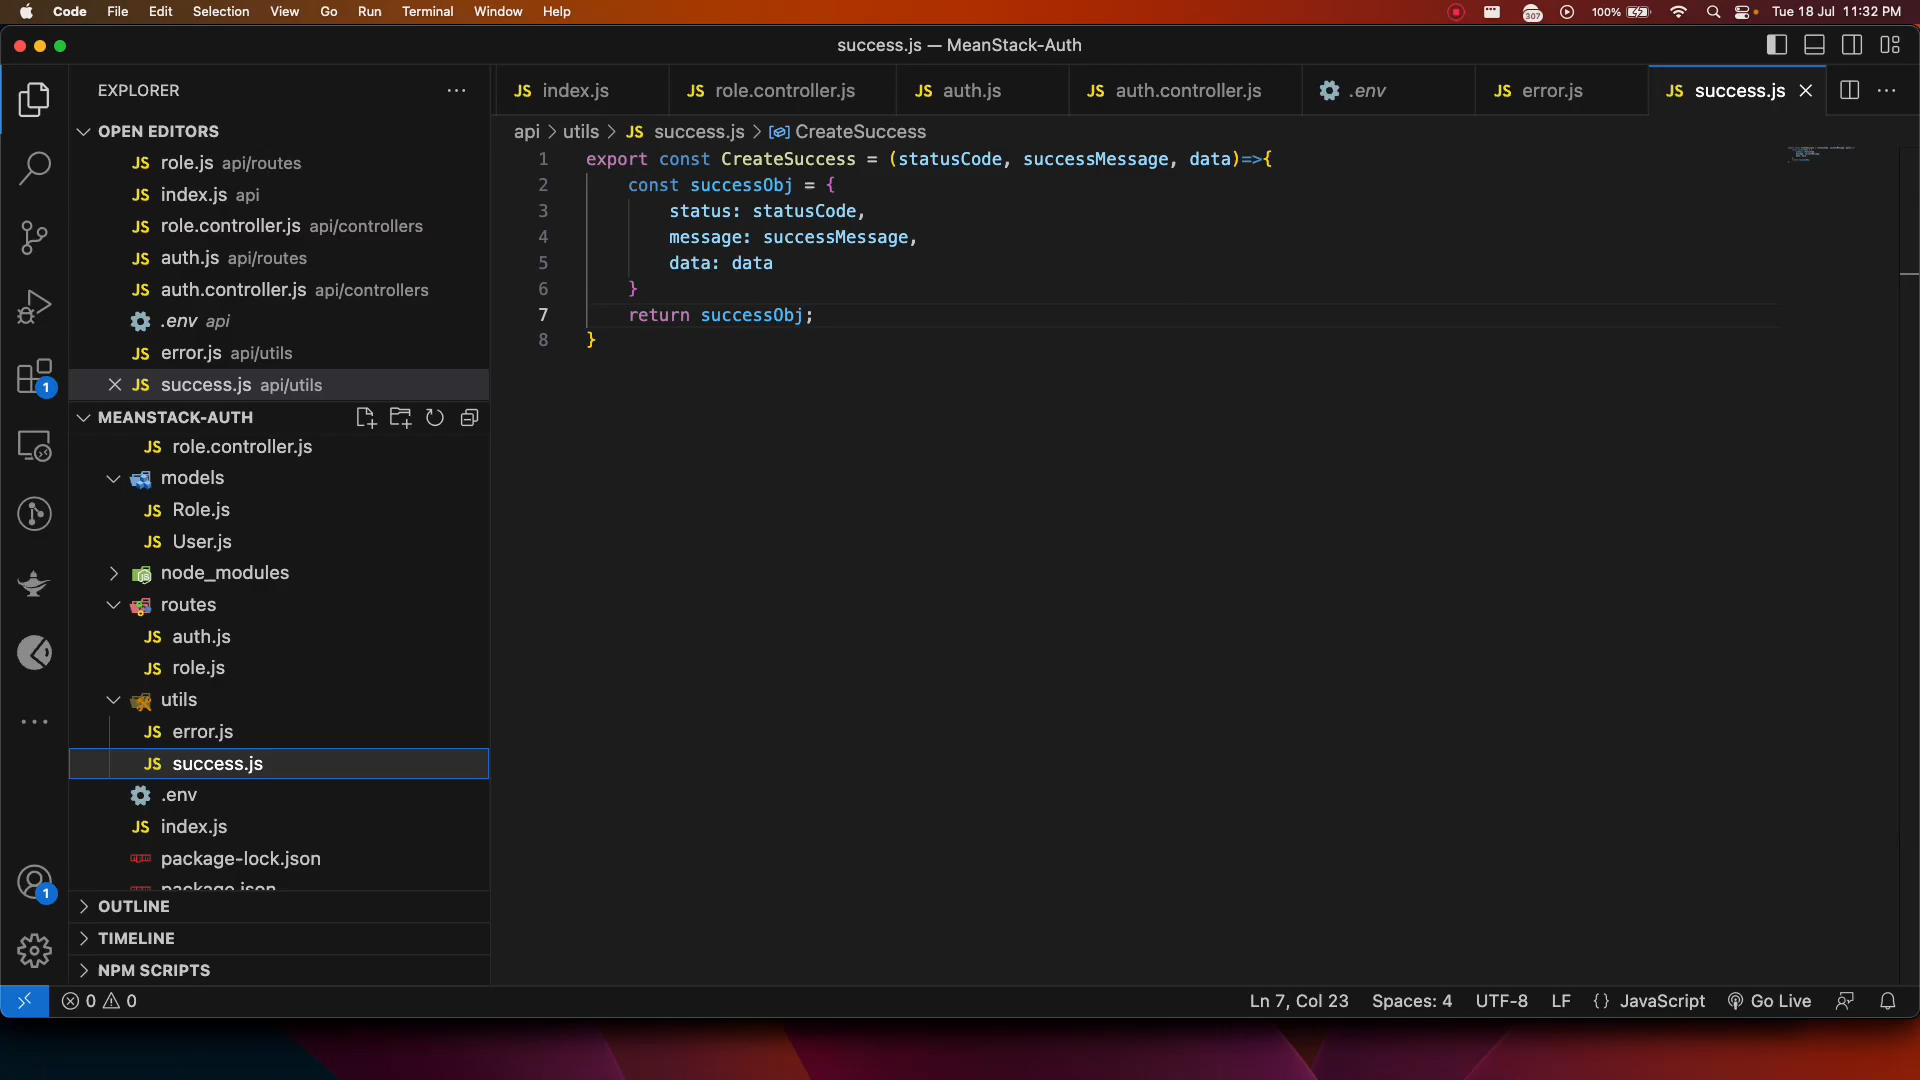 Code File Edit Selection View Go Run Terminal Window Help 307 100% Tue 18 Jul 11:32 PM
success.js — MeanStack-Auth
EXPLORER
OPEN EDITORS
JS role.js api/routes
JS index.js api
JS role.controller.js api/controllers
JS auth.js api/routes
JS auth.controller.js api/controllers
.env api
JS error.js api/utils
JS success.js api/utils
MEANSTACK-AUTH
JS role.controller.js
models
JS Role.js
JS User.js
node_modules
routes
JS auth.js
JS role.js
utils
JS error.js
JS success.js
.env
JS index.js
package-lock.json
package.json
OUTLINE
TIMELINE
NPM SCRIPTS
1
1
JS index.js JS role.controller.js JS auth.js JS auth.controller.js .env JS error.js JS success.js
api > utils > JS success.js > CreateSuccess
1 export const CreateSuccess = (statusCode, successMessage, data)=>{
2 const successObj = {
3 status: statusCode,
4 message: successMessage,
5 data: data
6 }
7 return successObj;
8 }
0 0 Ln 7, Col 23 Spaces: 4 UTF-8 LF {} JavaScript Go Live